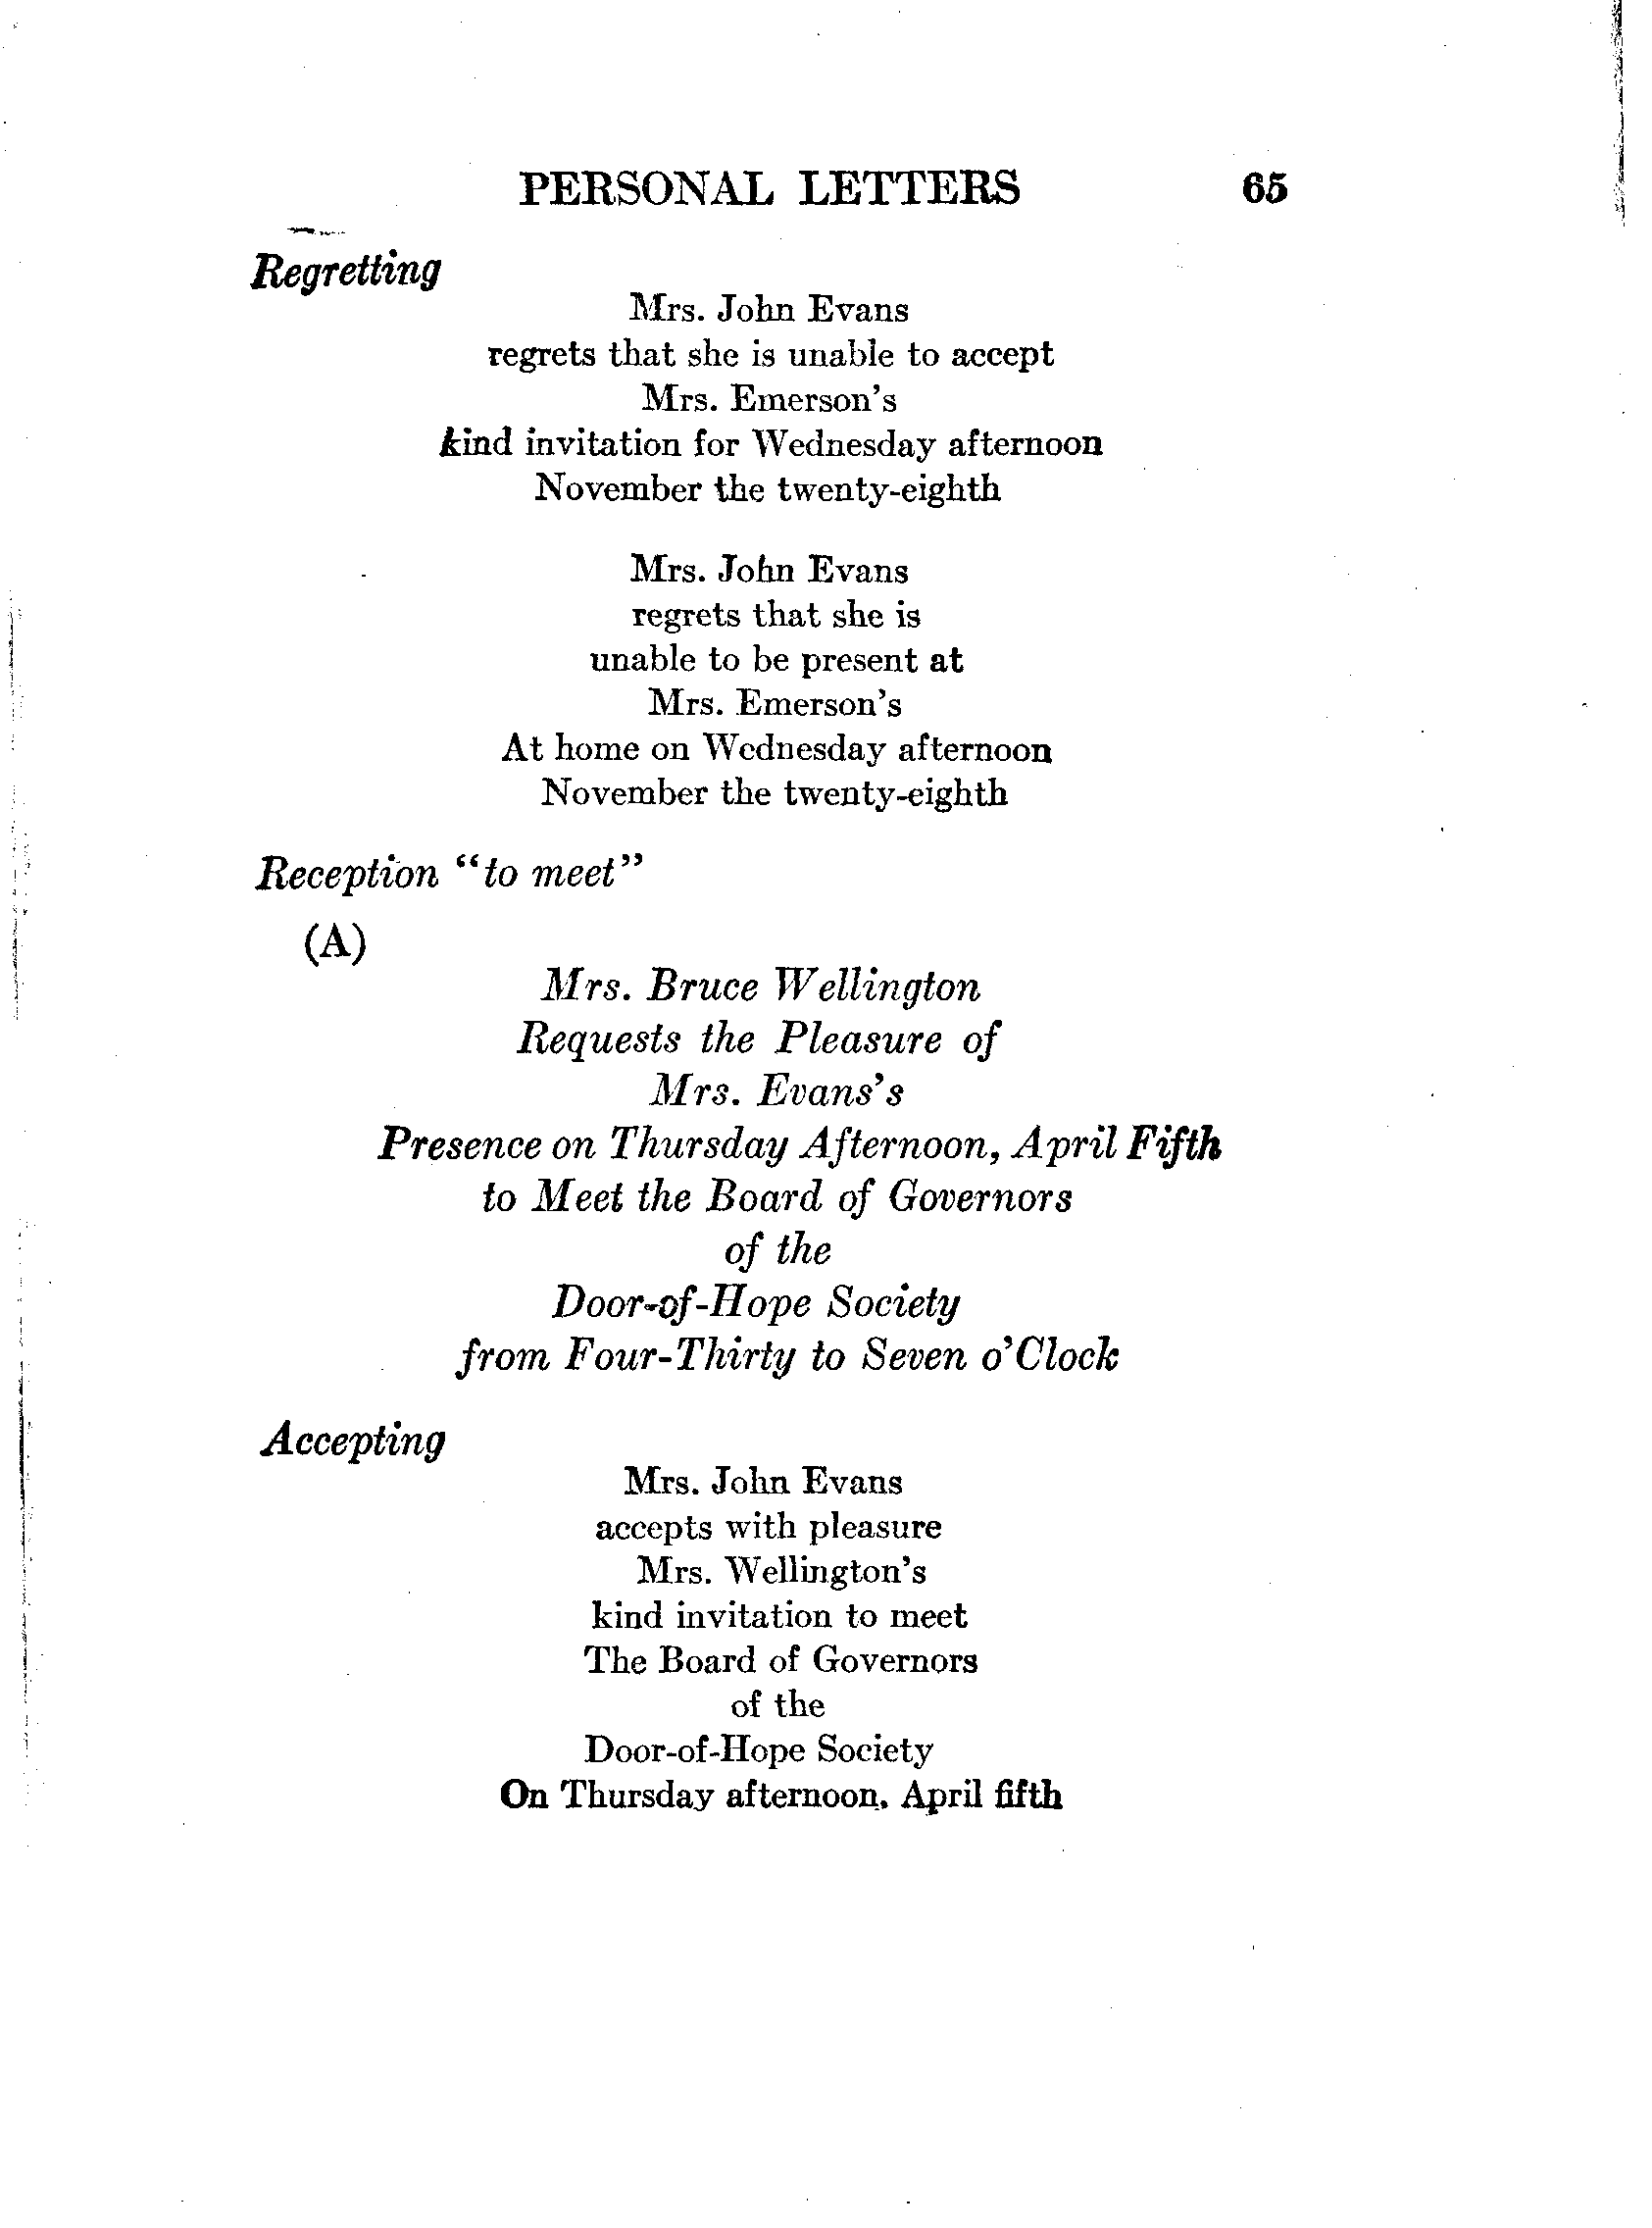 PERSONAL LETTERS 65
Regretting
Mrs. John Evans
regrets that she is unable to accept
Mrs. Emerson's
kind invitation for Wednesday afternoon
November the twenty-eighth
Mrs. John Evans
regrets that she is
unable to be present at
Mrs. Emerson's
At home on Wednesday afternoon
November the twenty-eighth
Reception “to meet”
(A)
Mrs. Bruce Wellington
Requests the Pleasure of
Mrs. Evans's
Presence on Thursday Afternoon, April Fifth
to Meet the Board of Governors
of the
Door-of-Hope Society
from Four-Thirty to Seven o'Clock
Accepting
Mrs. John Evans
accepts with pleasure
Mrs. Wellington's
kind invitation to meet
The Board of Governors
of the
Door-of-Hope Society
On Thursday afternoon, April fifth